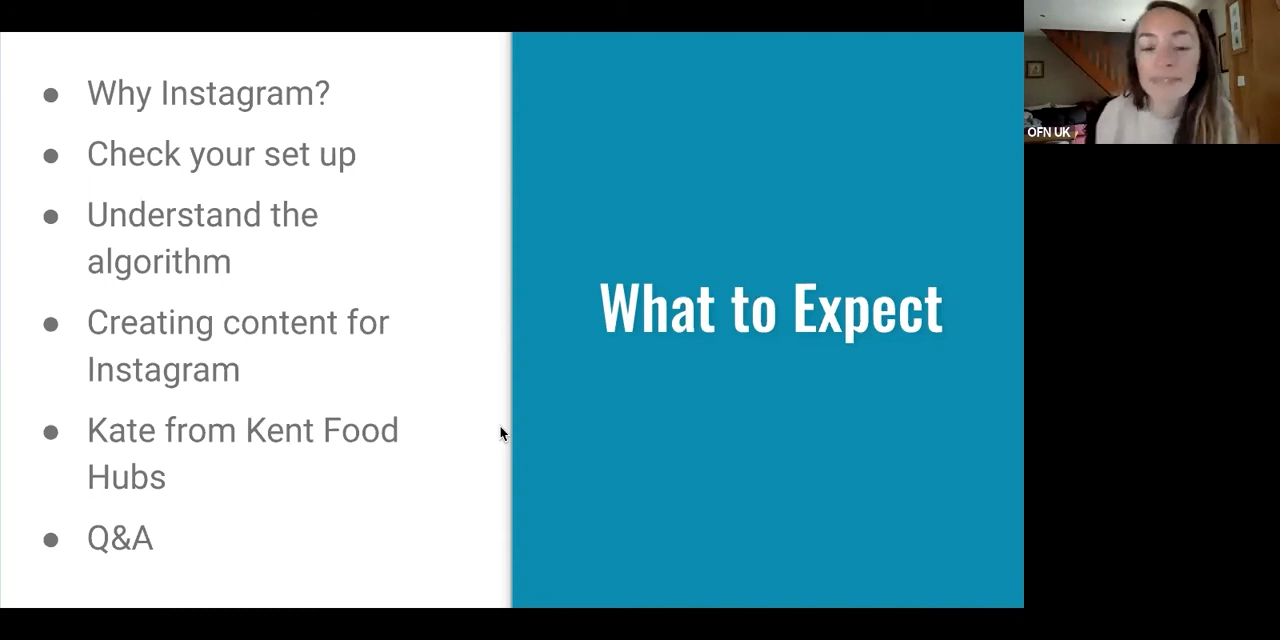 Why Instagram?
Check your set up
Understand the
algorithm
Creating content for
Instagram
Kate from Kent Food
Hubs
Q&A
What to Expect
OFN UK